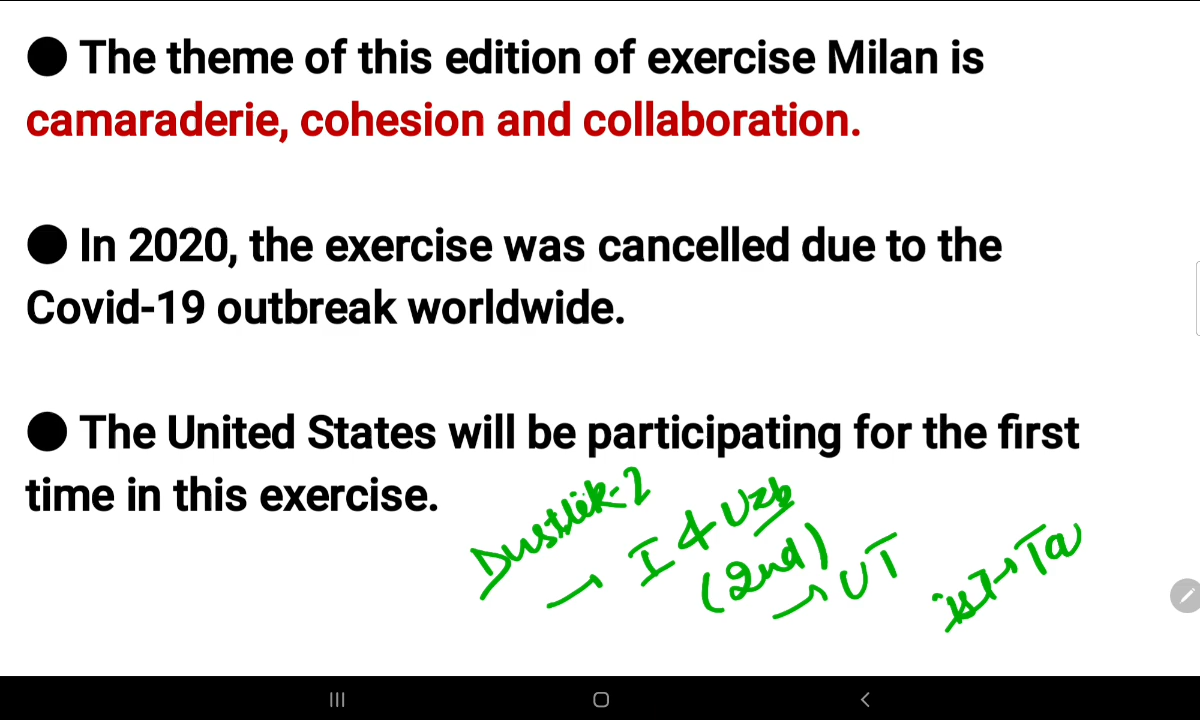 ● The theme of this edition of exercise Milan is
camaraderie, cohesion and collaboration.
● In 2020, the exercise was cancelled due to the
Covid-19 outbreak worldwide.
● The United States will be participating for the first
time in this exercise.
Dustlik-2
→ I & Uzb
(2nd)
→ UT